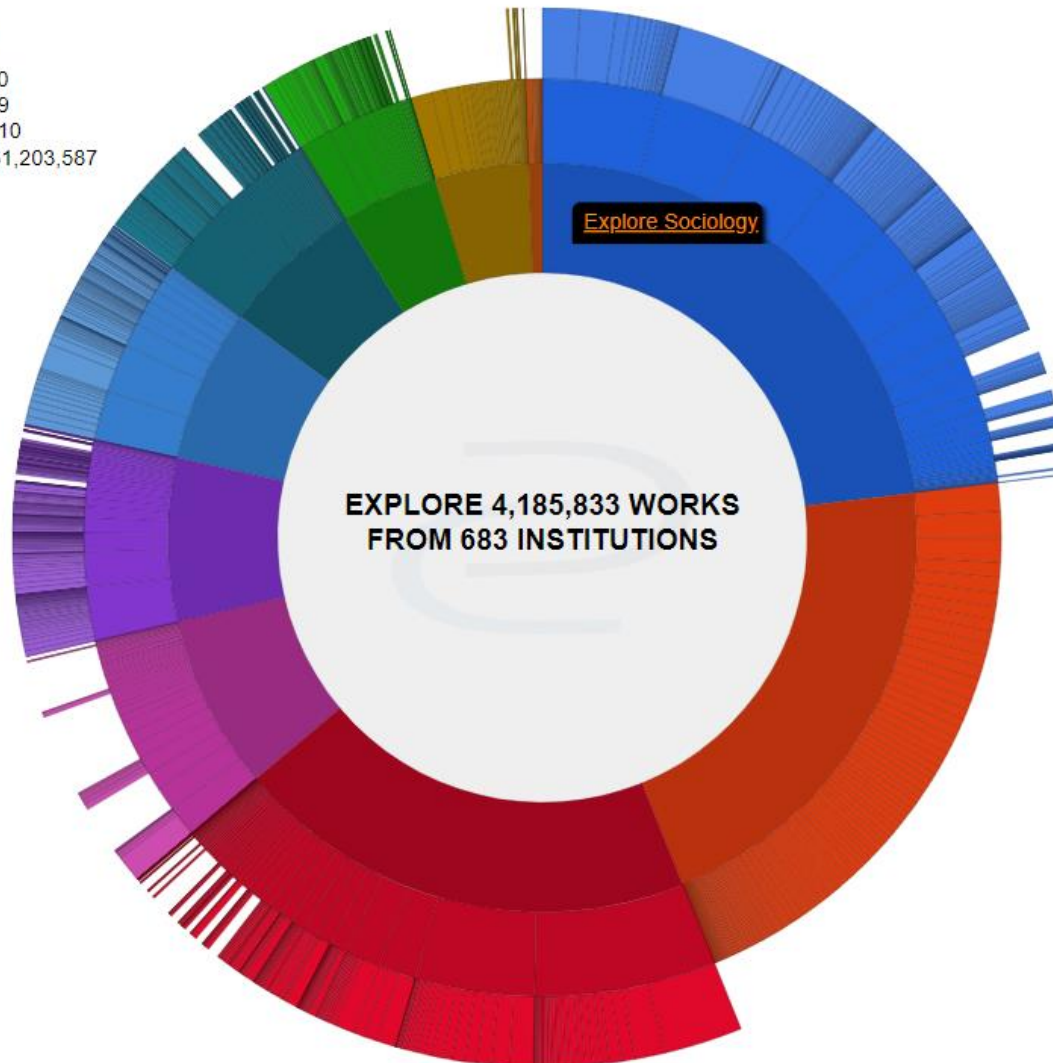 0
9
10
1,203,587
Explore Sociology
EXPLORE 4,185,833 WORKS
FROM 683 INSTITUTIONS